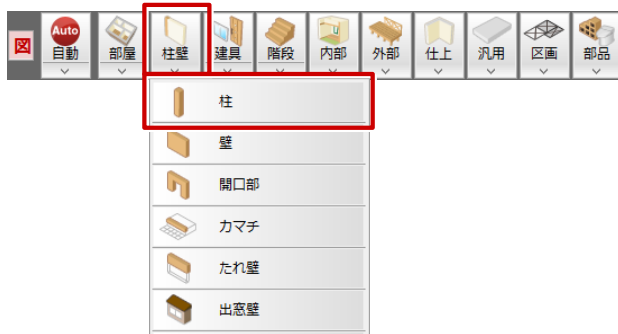 図 Auto 自動 部屋 柱壁 建具 階段 内部 外部 仕上 汎用 区画 部品
柱
壁
開口部
カマチ
たれ壁
出窓壁